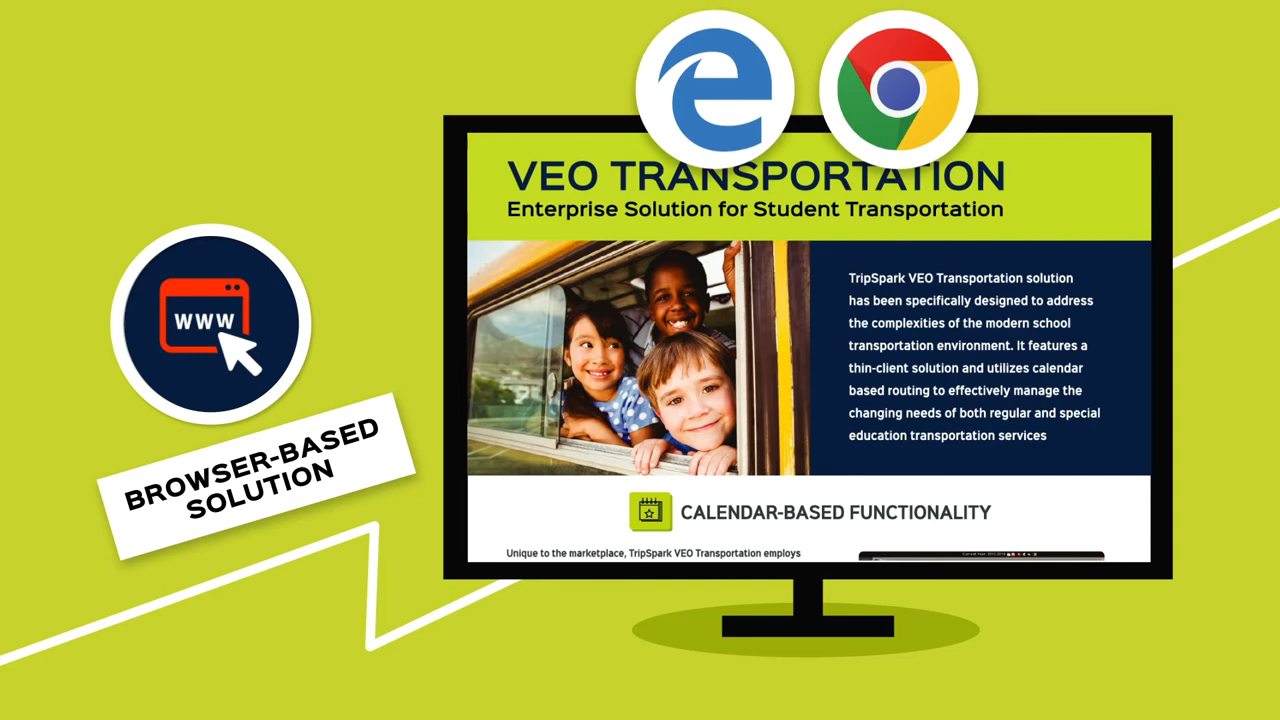 VEO TRANSPORTATION
Enterprise Solution for Student Transportation
www
BROWSER-BASED
SOLUTION
TripSpark VEO Transportation solution
has been specifically designed to address
the complexities of the modern school
transportation environment. It features a
thin-client solution and utilizes calendar
based routing to effectively manage the
changing needs of both regular and special
education transportation services
CALENDAR-BASED FUNCTIONALITY
Unique to the marketplace, TripSpark VEO Transportation employs